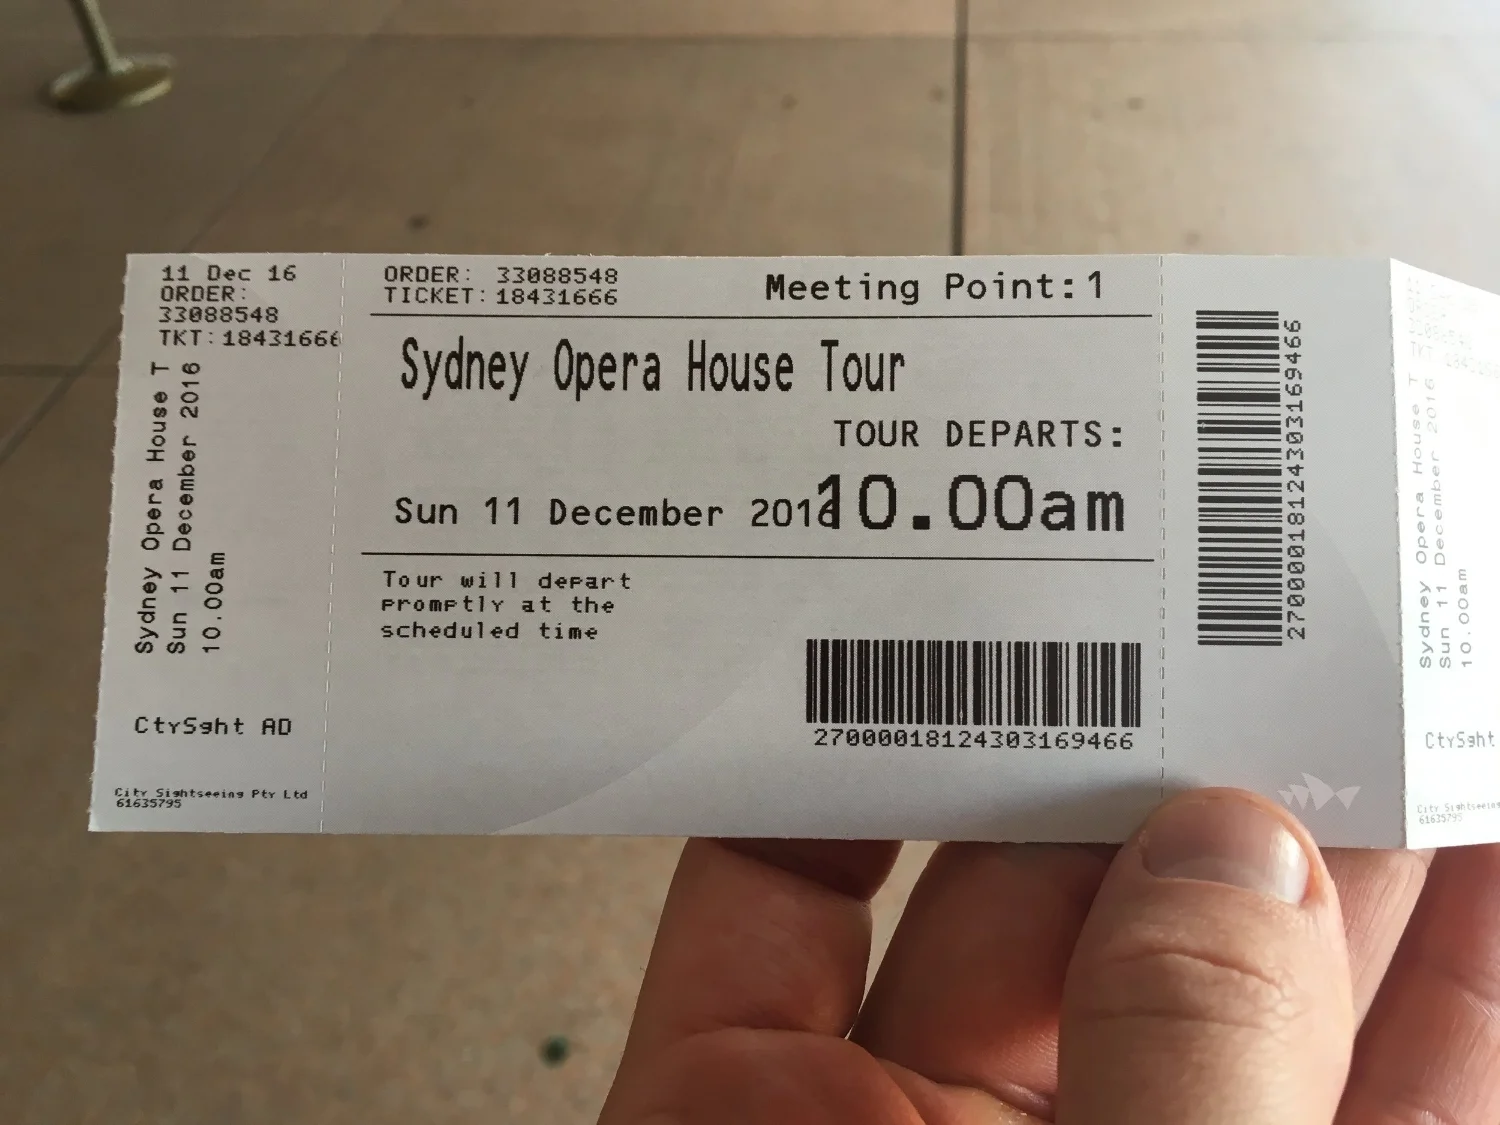 11 Dec 16
ORDER:
33088548
TKT:18431666
Sydney Opera House T
Sun 11 December 2016
10.00am
CtySght AD
City Sightseeing Pty Ltd
61635795
ORDER: 33088548
TICKET:18431666
Meeting Point:1
Sydney Opera House Tour
TOUR DEPARTS:
Sun 11 December 2016
10.00am
Tour will depart
promptly at the
scheduled time
27000018124303169466
27000018124303169466
Sydney Opera House T
Sun 11 December 2016
10.00am
CtySght
City Sightseeing
61635795